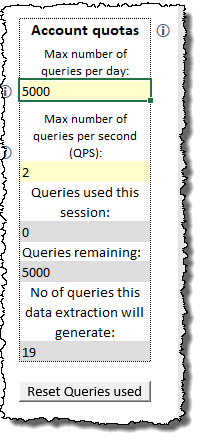 Account quotas
Max number of
queries per day:
5000
Max number of
queries per second
(QPS):
2
Queries used this
session:
0
Queries remaining:
5000
No of queries this
data extraction will
generate:
19
Reset Queries used